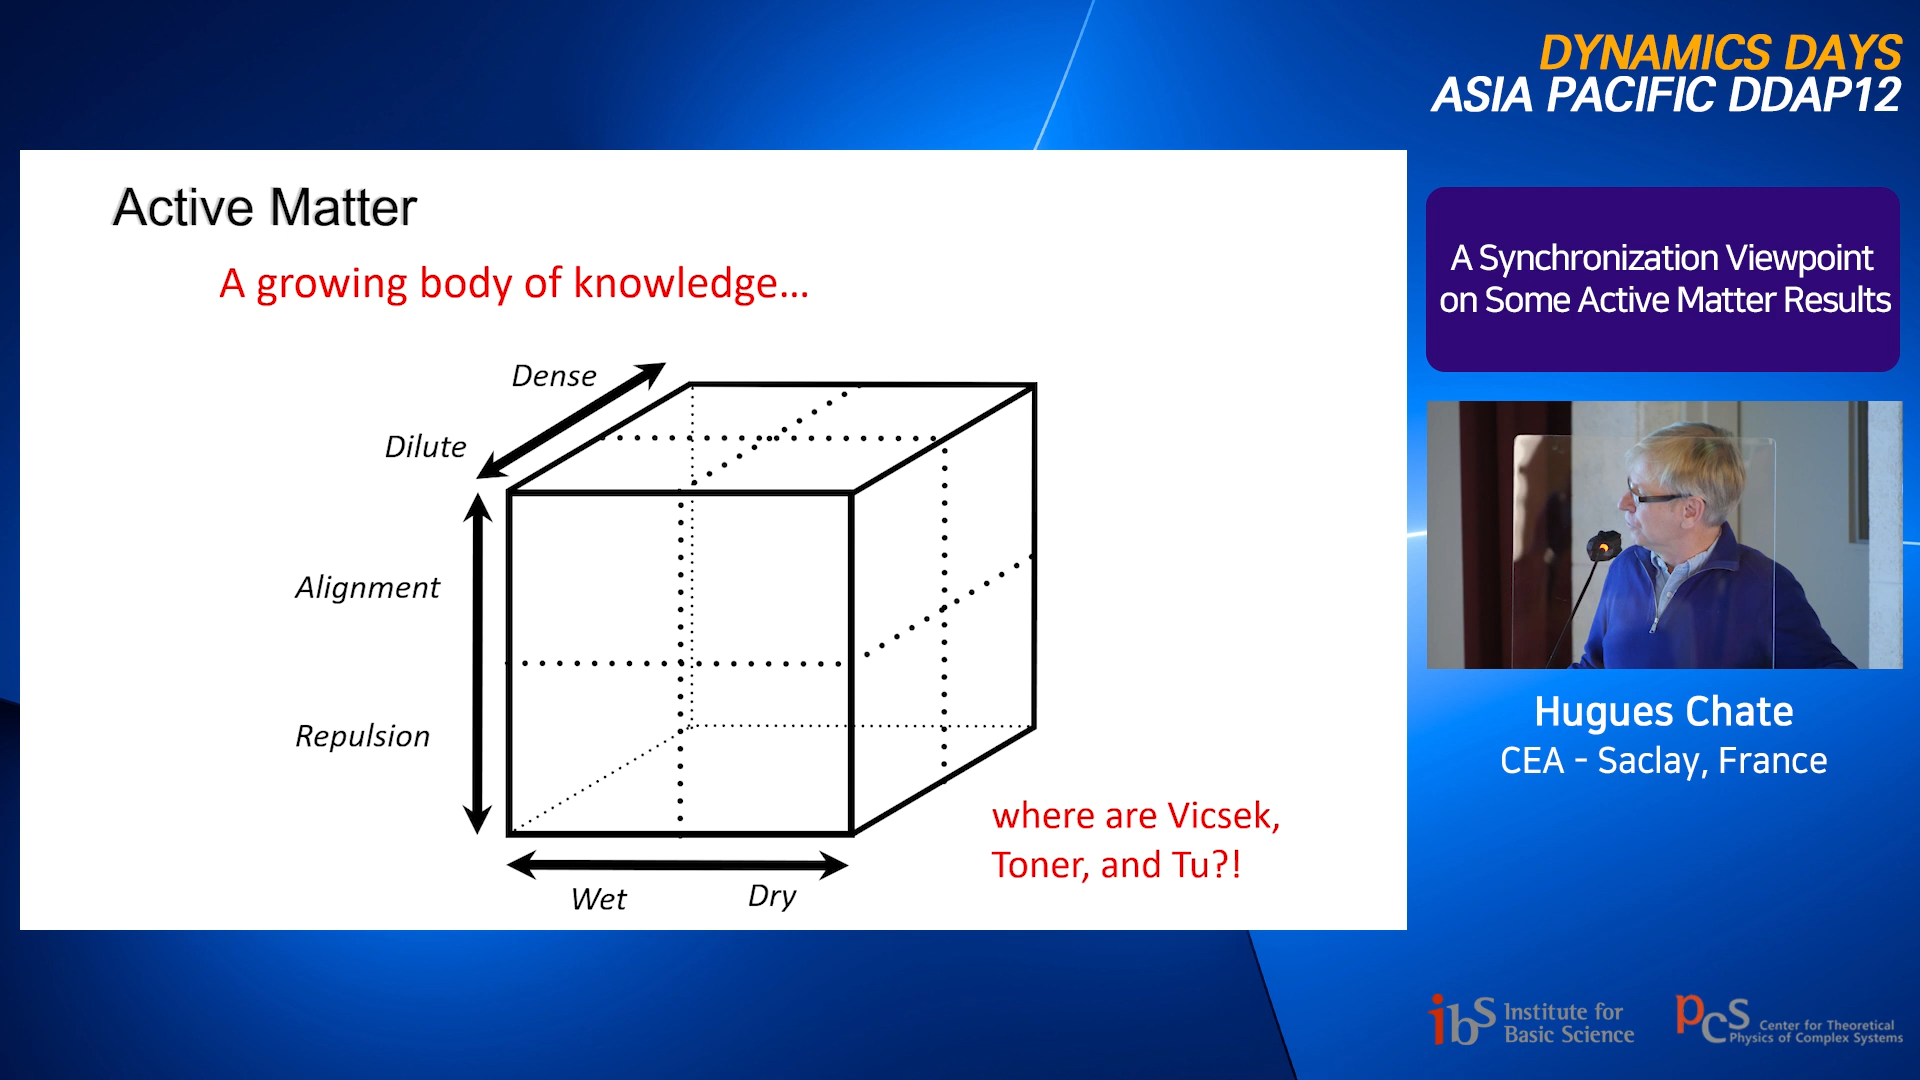 DYNAMICS DAYS
ASIA PACIFIC DDAP12
Active Matter
A growing body of knowledge...
Dense
Dilute
Alignment
Repulsion
Wet
Dry
where are Vicsek,
Toner, and Tu?!
A Synchronization Viewpoint
on Some Active Matter Results
Hugues Chate
CEA - Saclay, France
ibS Institute for
Basic Science
PCS Center for Theoretical
Physics of Complex Systems